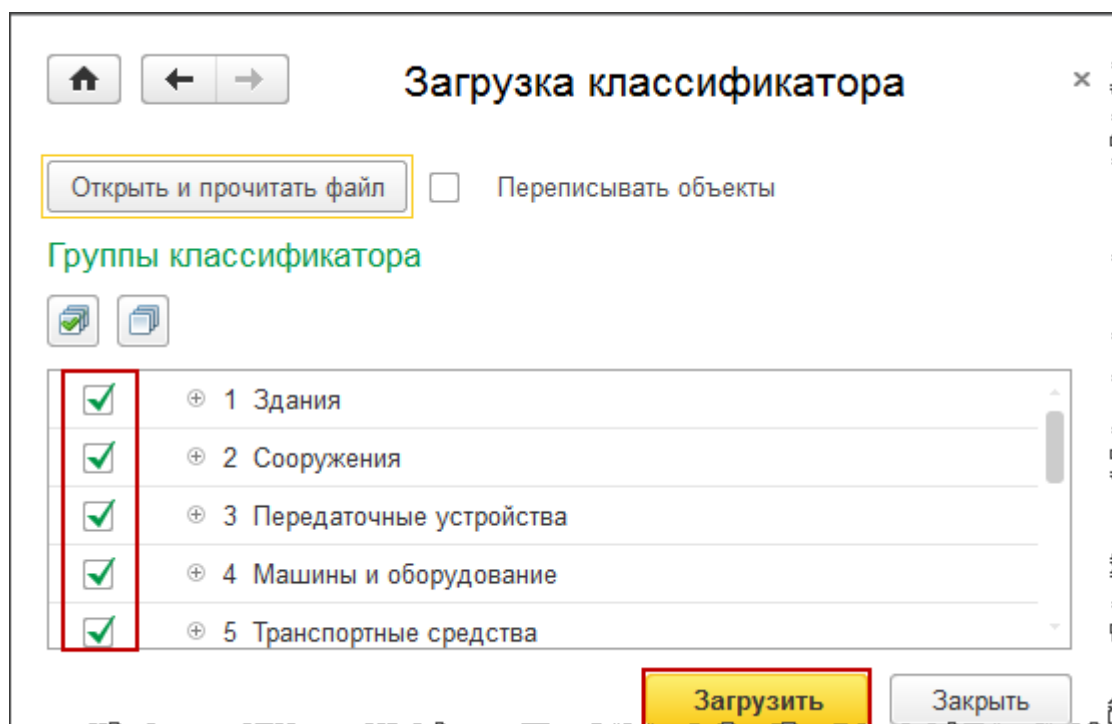 Загрузка классификатора
Открыть и прочитать файл Переписывать объекты
Группы классификатора
1 Здания
2 Сооружения
3 Передаточные устройства
4 Машины и оборудование
5 Транспортные средства
Загрузить Закрыть